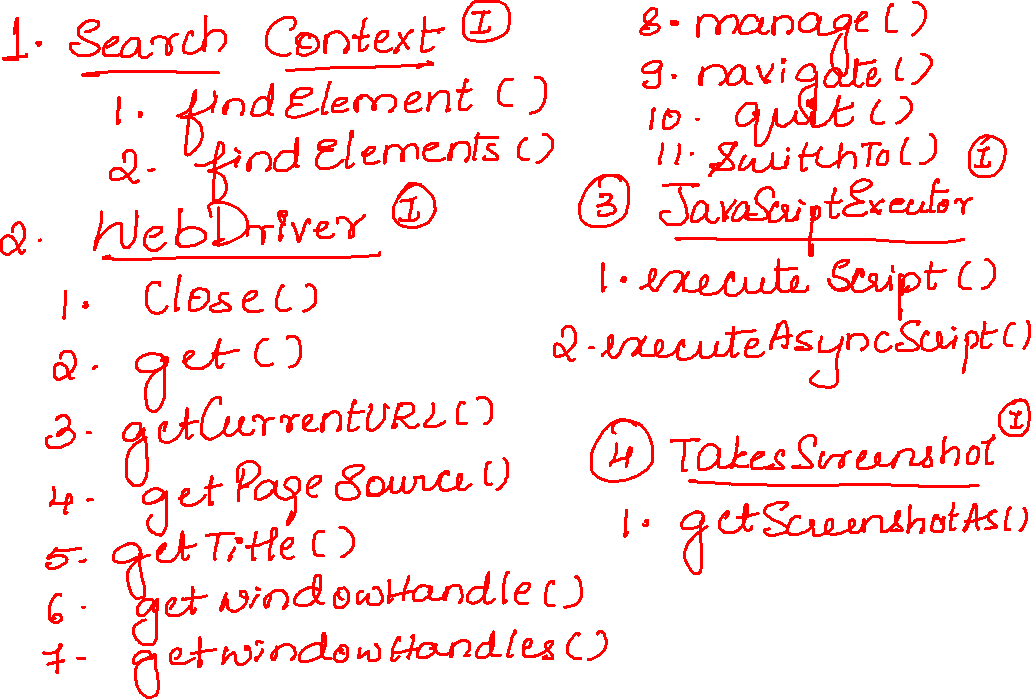 1. Search Context I
1. findElement ()
2. findElements ()
2. WebDriver I
1. Close()
2. get()
3. getCurrentURL()
4. getPageSource()
5. getTitle()
6. getwindowHandle()
7- getwindowHandles()
8. manage()
9. navigate()
10. quit()
11. SwitchTo()
3 JavaScriptExecutor I
1. execute Script()
2- executeAsyncScript()
4 TakesScreenshot I
1. getScreenshotAs()